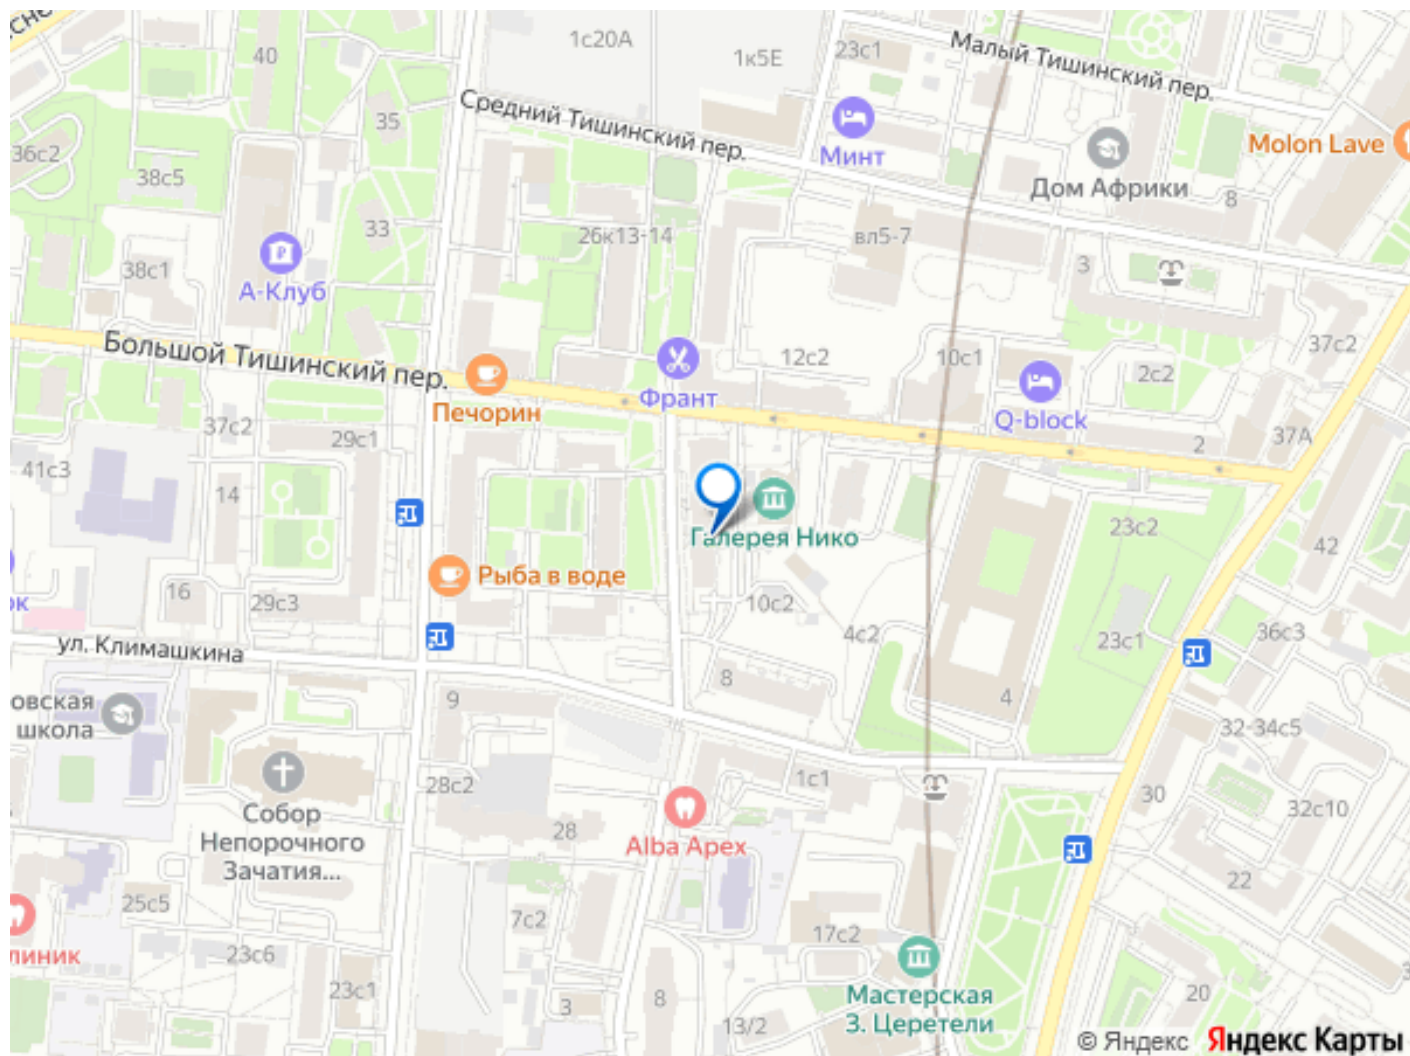 40
1с20А
1к5Е
23с1
Малый Тишинский пер.
36с2
35
Средний Тишинский пер.
Минт
Molon Lave
Дом Африки
38с5
8
33
26к13-14
вл5-7
38с1
3
А-Клуб
Большой Тишинский пер.
12с2
10с1
37с2
2с2
Франт
Печорин
Q-block
37с2
29с1
2
37А
41с3
14
23с2
Галерея Нико
42
Рыба в воде
ок
16
29с3
10с2
4с2
36с3
23с1
ул. Климашкина
8
4
овская
школа
9
32-34с5
1с1
28с2
30
32с10
Собор
Непорочного
Зачатия...
28
Alba Apex
22
25с5
7с2
17с2
линик
23с6
23с1
3
8
Мастерская
З. Церетели
13/2
20
© Яндекс Яндекс Карты